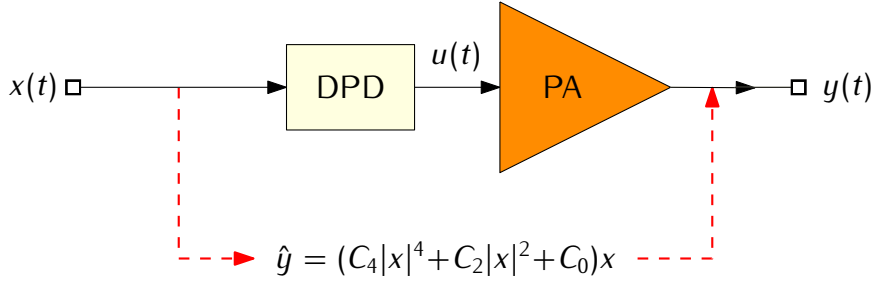 x(t)
DPD
u(t)
PA
y(t)
ŷ = (C₄|x|⁴+C₂|x|²+C₀)x